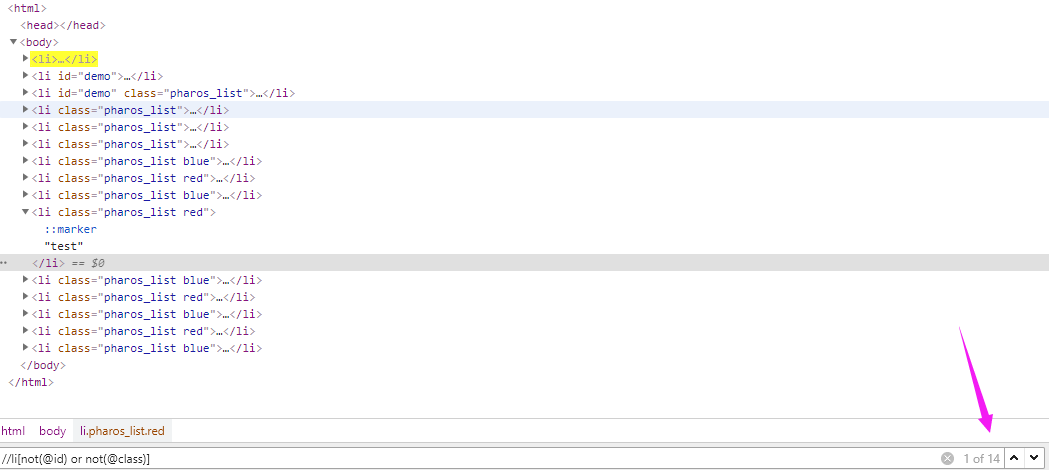 <html>
<head></head>
<body>
<li>…</li>
<li id="demo">…</li>
<li id="demo" class="pharos_list">…</li>
<li class="pharos_list">…</li>
<li class="pharos_list">…</li>
<li class="pharos_list">…</li>
<li class="pharos_list blue">…</li>
<li class="pharos_list red">…</li>
<li class="pharos_list blue">…</li>
<li class="pharos_list red">
::marker
"test"
</li> == $0
<li class="pharos_list blue">…</li>
<li class="pharos_list red">…</li>
<li class="pharos_list blue">…</li>
<li class="pharos_list red">…</li>
<li class="pharos_list blue">…</li>
</body>
</html>
html body li.pharos_list.red
//li[not(@id) or not(@class)] 1 of 14